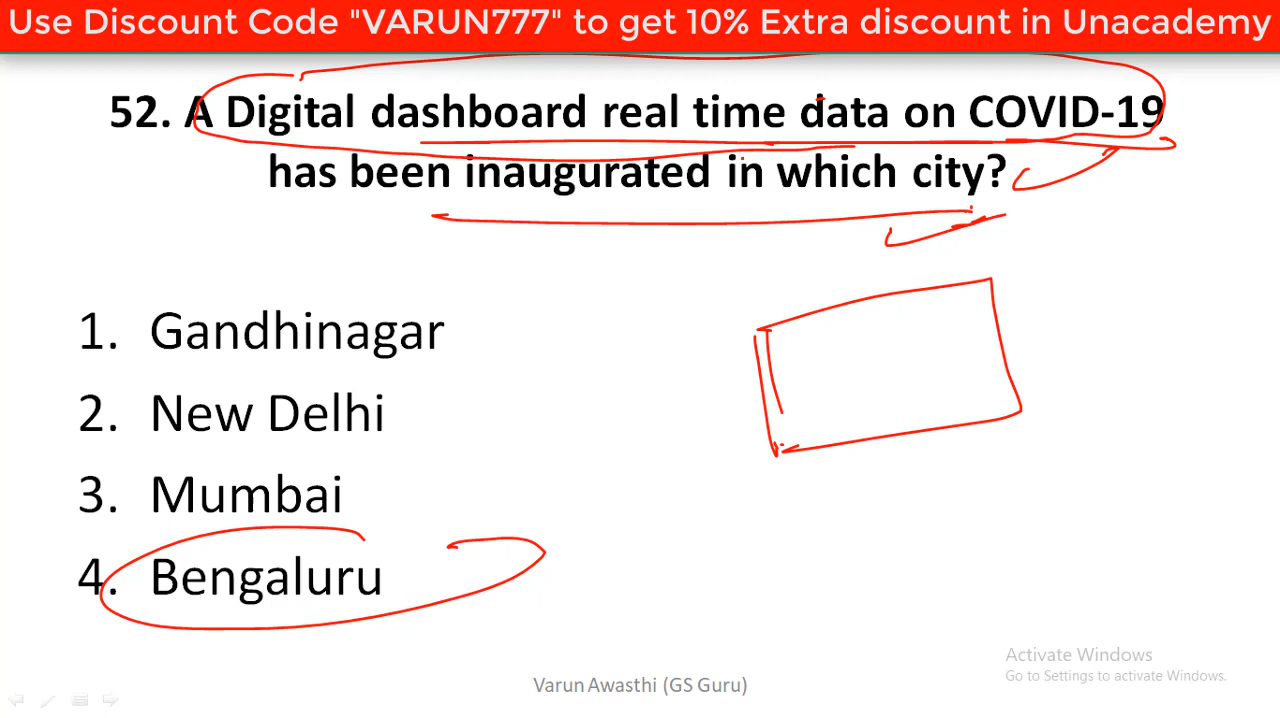 Use Discount Code "VARUN777" to get 10% Extra discount in Unacademy
52. A Digital dashboard real time data on COVID-19
has been inaugurated in which city?
1. Gandhinagar
2. New Delhi
3. Mumbai
4. Bengaluru
Activate Windows
Go to Settings to activate Windows.
Varun Awasthi (GS Guru)